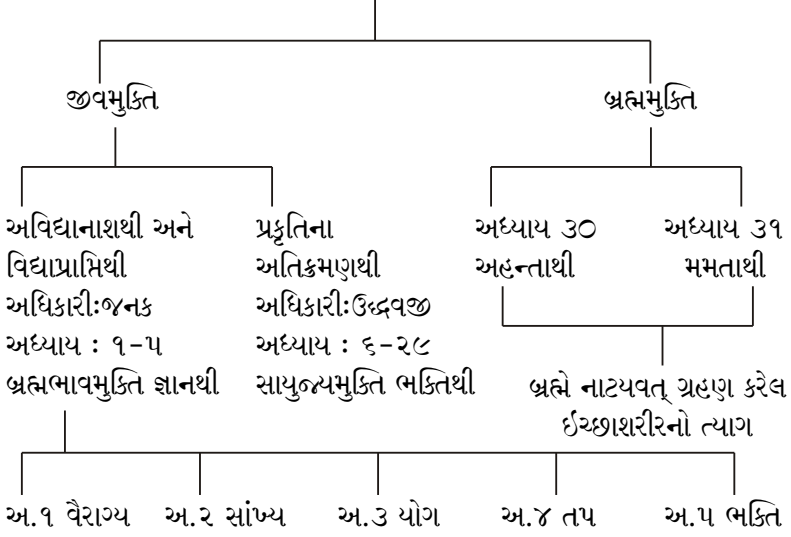 જીવમુક્તિ
બ્રહ્મમુક્તિ
અવિદ્યાનાશથી અને
વિદ્યાપ્રાપ્તિથી
અધિકારી:જનક
અધ્યાય : ૧-૫
બ્રહ્મભાવમુક્તિ જ્ઞાનથી
પ્રકૃતિના
અતિક્રમણથી
અધિકારી:ઉદ્ધવજી
અધ્યાય : ૬-૨૯
સાયુજ્યમુક્તિ ભક્તિથી
અધ્યાય ૩૦
અહન્તાથી
અધ્યાય ૩૧
મમતાથી
બ્રહ્મે નાટયવત્ ગ્રહણ કરેલ
ઈચ્છાશરીરનો ત્યાગ
અ.૧ વૈરાગ્ય
અ.૨ સાંખ્ય
અ.૩ યોગ
અ.૪ તપ
અ.૫ ભક્તિ